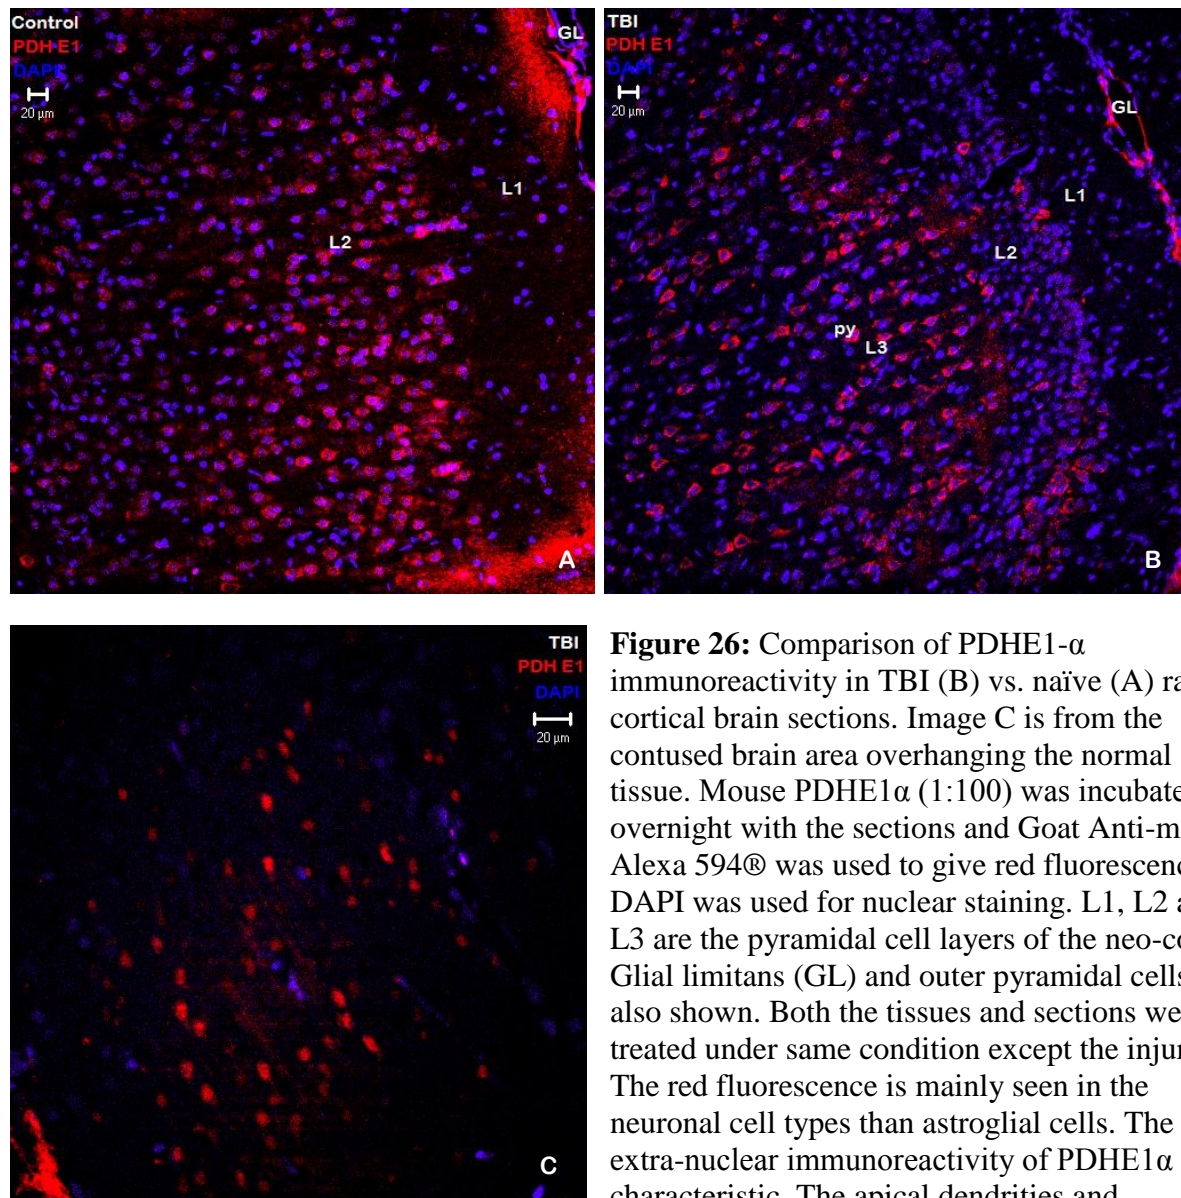 Control
PDH E1
DAPI
20 µm
GL
L1
L2
A
TBI
PDH E1
DAPI
20 µm
GL
L1
L2
py
L3
B
TBI
PDH E1
DAPI
20 µm
C
Figure 26: Comparison of PDHE1-α
immunoreactivity in TBI (B) vs. naïve (A) ra
cortical brain sections. Image C is from the
contused brain area overhanging the normal
tissue. Mouse PDHE1α (1:100) was incubate
overnight with the sections and Goat Anti-m
Alexa 594® was used to give red fluorescenc
DAPI was used for nuclear staining. L1, L2 a
L3 are the pyramidal cell layers of the neo-co
Glial limitans (GL) and outer pyramidal cells
also shown. Both the tissues and sections we
treated under same condition except the injur
The red fluorescence is mainly seen in the
neuronal cell types than astroglial cells. The
extra-nuclear immunoreactivity of PDHE1α
characteristic. The apical dendrities and